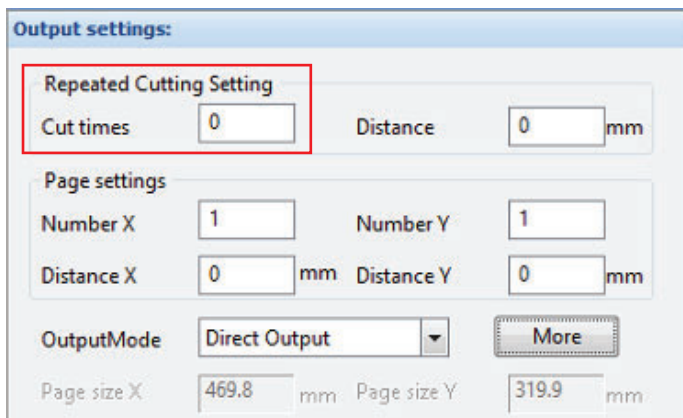 Output settings:
Repeated Cutting Setting
Cut times 0 Distance 0 mm
Page settings
Number X 1 Number Y 1
Distance X 0 mm Distance Y 0 mm
OutputMode Direct Output More
Page size X 469.8 mm Page size Y 319.9 mm